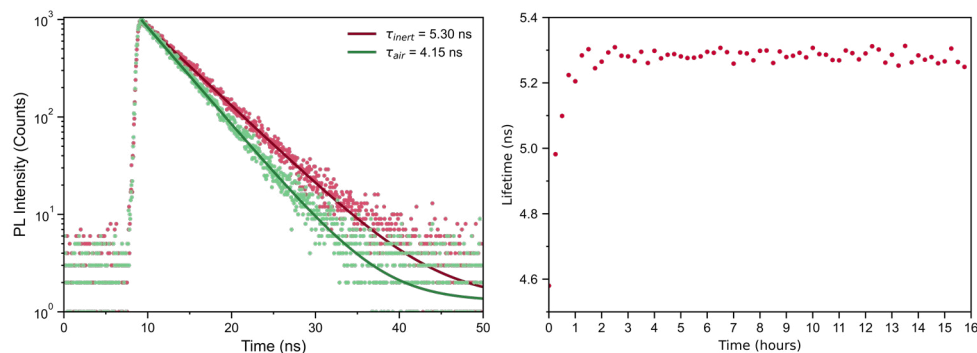 10³
10²
10¹
10⁰
PL Intensity (Counts)
τinert = 5.30 ns
τair = 4.15 ns
0 10 20 30 40 50
Time (ns)
5.4
5.2
5.0
4.8
4.6
Lifetime (ns)
0 1 2 3 4 5 6 7 8 9 10 11 12 13 14 15 16
Time (hours)